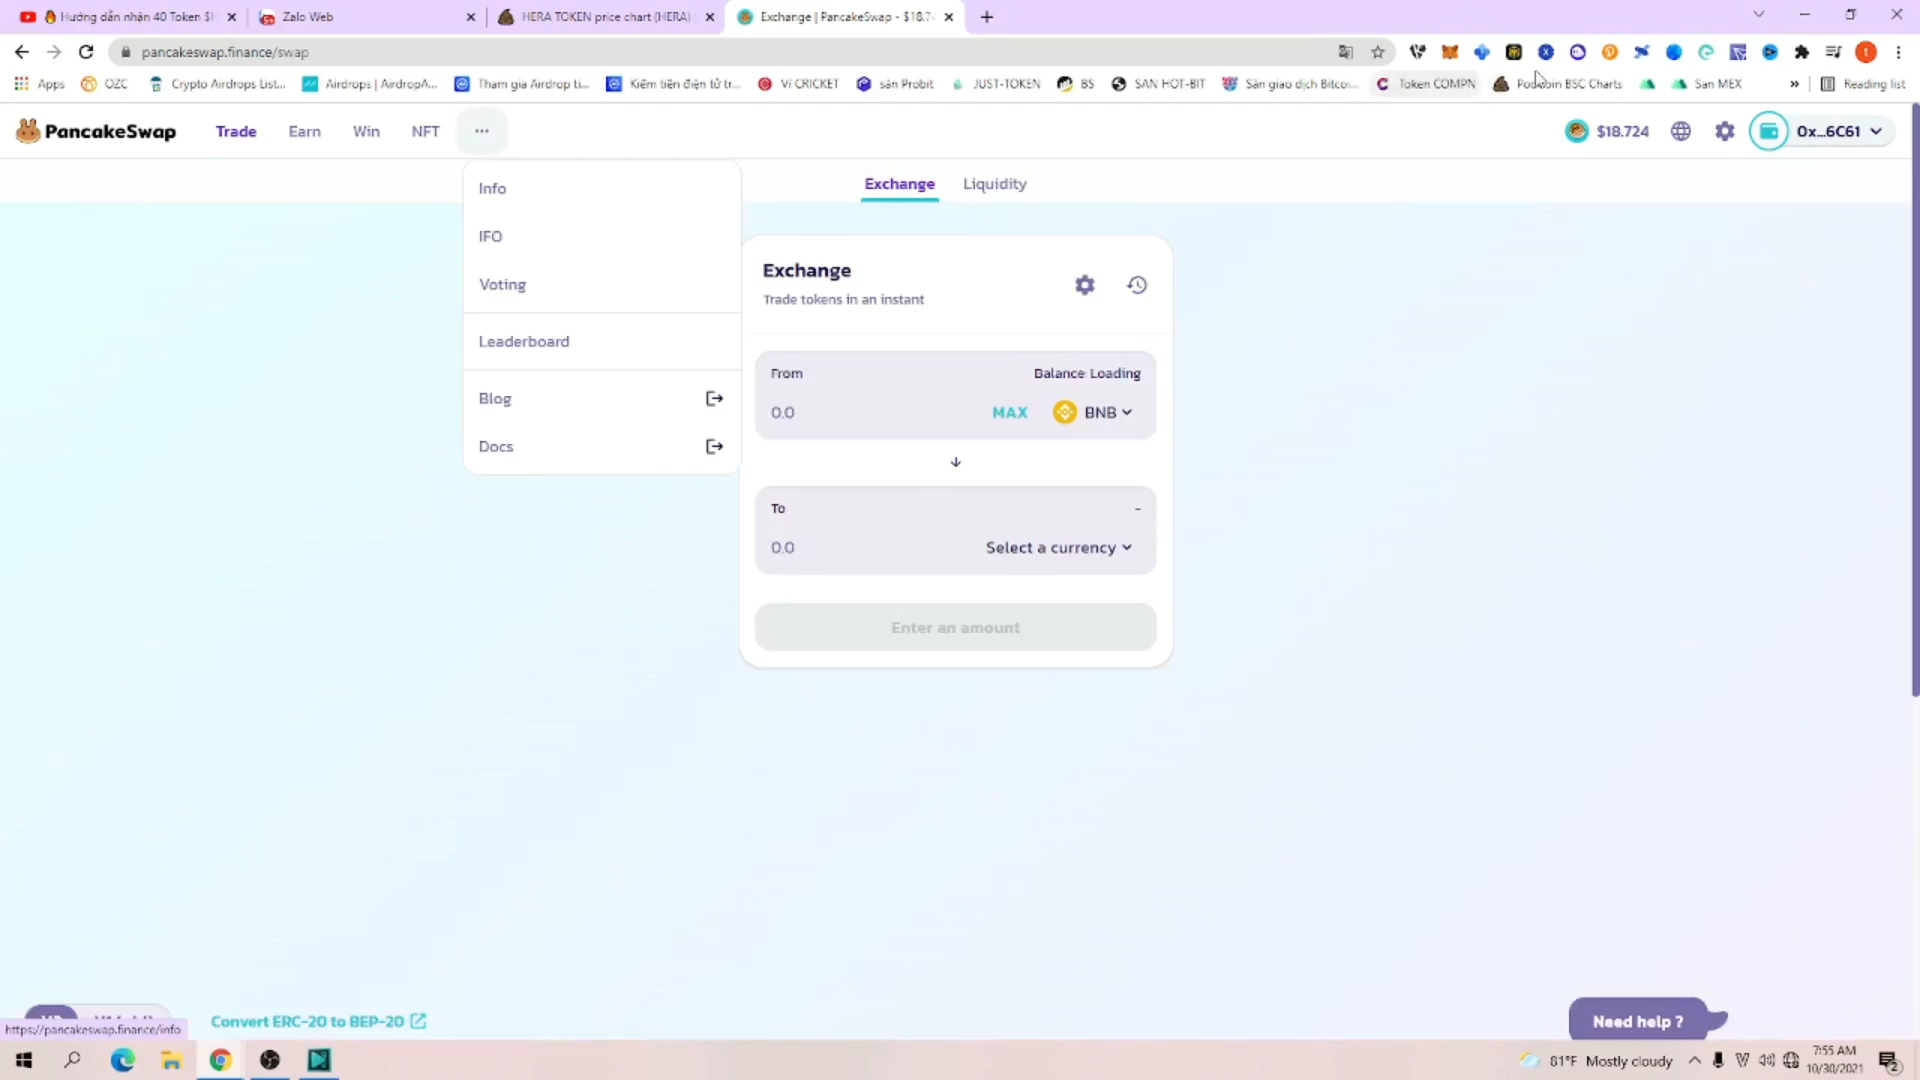 Hướng dẫn nhận 40 Token $H
Zalo Web
HERA TOKEN price chart (HERA)
Exchange | PancakeSwap - $18.7
pancakeswap.finance/swap
Apps
OZC
Crypto Airdrops List...
Airdrops | AirdropA...
Tham gia Airdrop ti...
Kiếm tiền điện tử tr...
Ví CRICKET
sàn Probit
JUST-TOKEN
BS
SAN HOT-BIT
Sàn giao dịch Bitco...
Token COMPN
Poocoin BSC Charts
San MEX
»
Reading list
PancakeSwap
Trade
Earn
Win
NFT
...
$18.724
0x...6C61
Info
IFO
Voting
Leaderboard
Blog
Docs
Exchange
Liquidity
Exchange
Trade tokens in an instant
From
Balance: Loading
0.0
MAX
BNB
To
-
0.0
Select a currency
Enter an amount
Convert ERC-20 to BEP-20
Need help ?
https://pancakeswap.finance/info
81°F Mostly cloudy
7:55 AM
10/30/2021
2